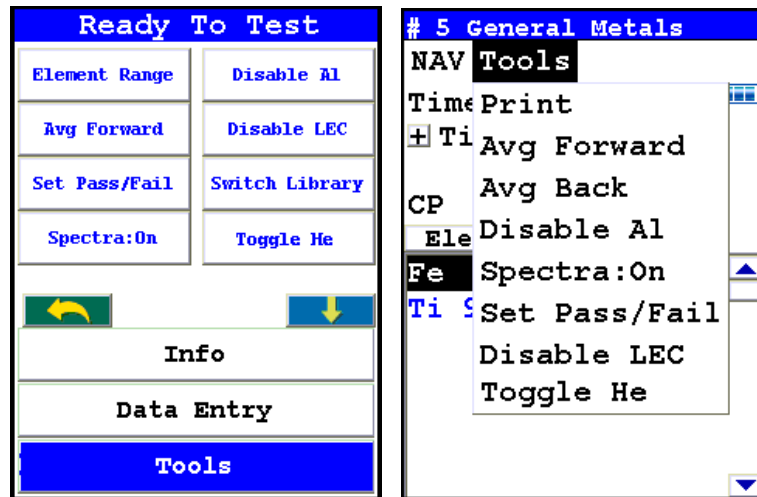 Ready To Test
Element Range
Disable Al
Avg Forward
Disable LEC
Set Pass/Fail
Switch Library
Spectra:On
Toggle He
Info
Data Entry
Tools
# 5 General Metals
NAV Tools
Time
Print
+ Ti
Avg Forward
Avg Back
CP
Disable Al
Ele
Spectra:On
Fe
Set Pass/Fail
Ti 9
Disable LEC
Toggle He